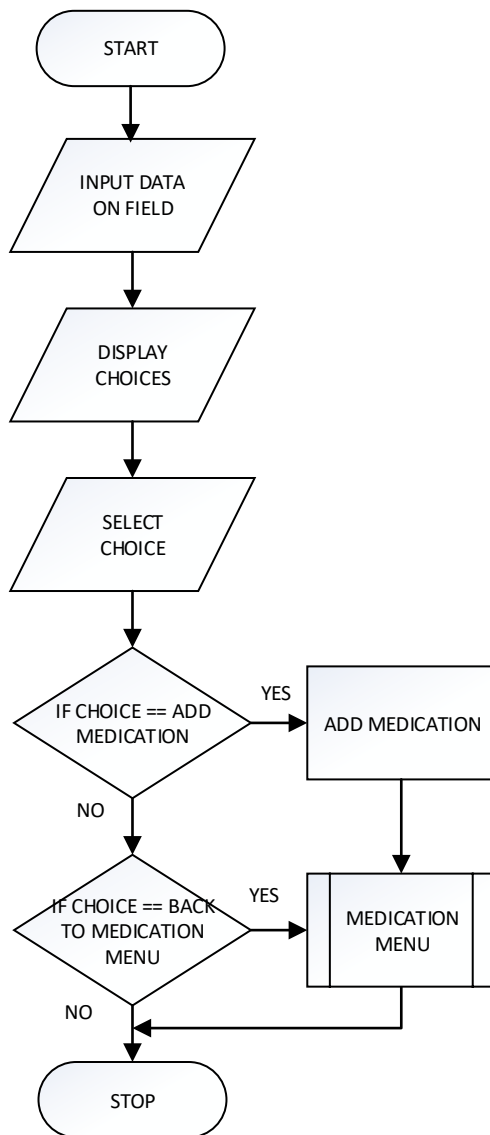 START
INPUT DATA
ON FIELD
DISPLAY
CHOICES
SELECT
CHOICE
IF CHOICE == ADD
MEDICATION
YES
ADD MEDICATION
NO
IF CHOICE == BACK
TO MEDICATION
MENU
YES
MEDICATION
MENU
NO
STOP